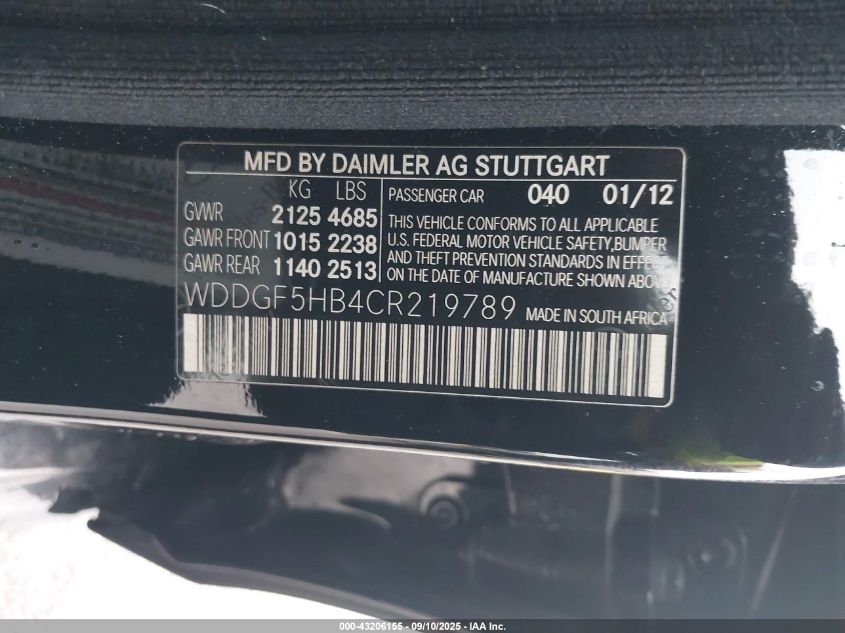 MFD BY DAIMLER AG STUTTGART
KG LBS
GVWR 2125 4685
GAWR FRONT 1015 2238
GAWR REAR 1140 2513
PASSENGER CAR 040 01/12
THIS VEHICLE CONFORMS TO ALL APPLICABLE
U.S. FEDERAL MOTOR VEHICLE SAFETY,BUMPER
AND THEFT PREVENTION STANDARDS IN EFFECT
ON THE DATE OF MANUFACTURE SHOWN ABOVE
WDDGF5HB4CR219789 MADE IN SOUTH AFRICA
000-43206155 - 09/10/2025 - IAA Inc.